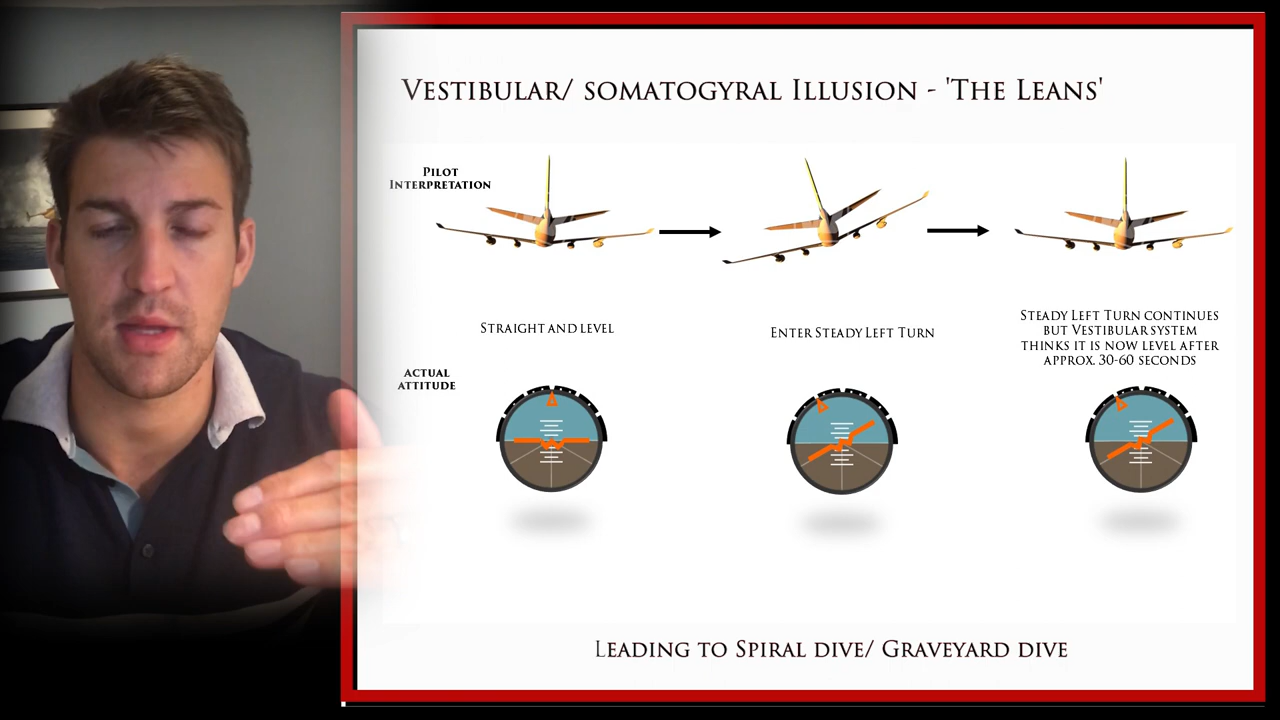 Vestibular/ somatogyral Illusion - 'The Leans'
Pilot
Interpretation
Straight and level
Enter Steady Left Turn
Steady Left Turn continues
but Vestibular system
thinks it is now level after
approx. 30-60 seconds
actual
attitude
Leading to Spiral dive/ Graveyard dive